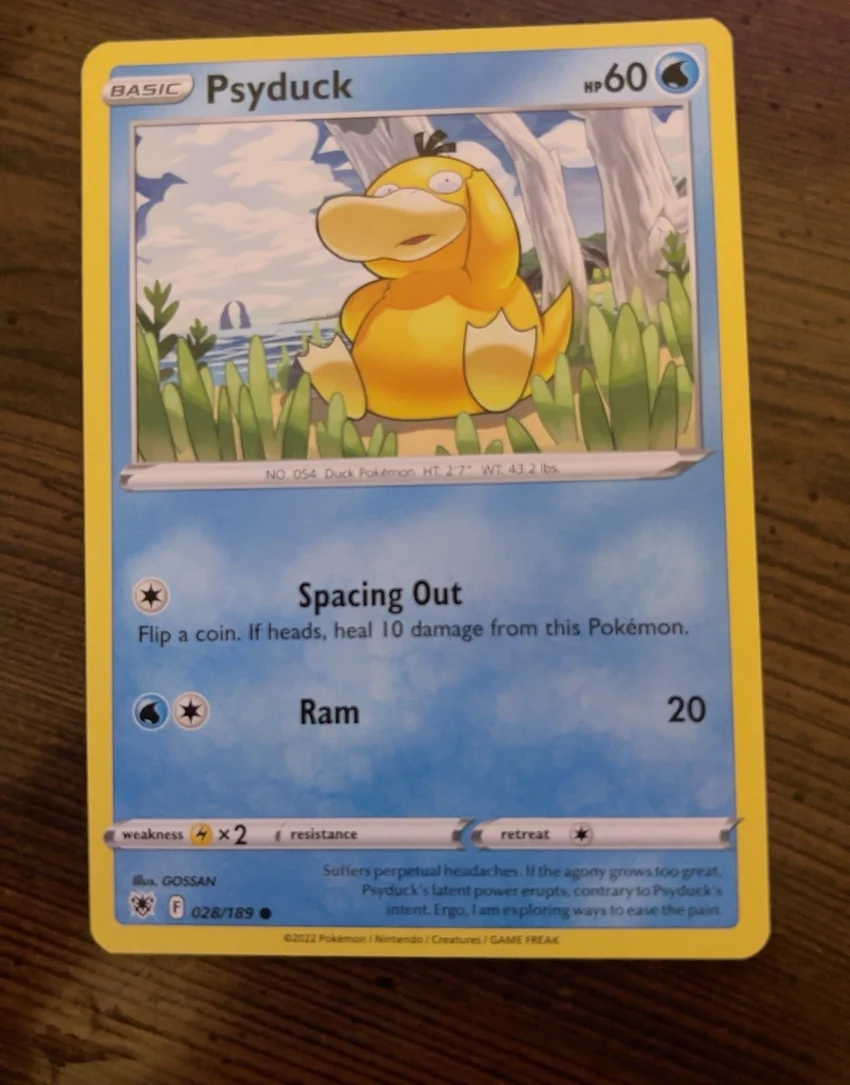 BASIC Psyduck HP 60
NO. 054 Duck Pokémon HT. 2'7" WT. 43.2 lbs.
Spacing Out
Flip a coin. If heads, heal 10 damage from this Pokémon.
Ram 20
weakness ×2 resistance retreat
Illus. GOSSAN
Suffers perpetual headaches. If the agony grows too great,
Psyduck's latent power erupts, contrary to Psyduck's
intent. Ergo, I am exploring ways to ease the pain.
F 028/189
©2022 Pokémon / Nintendo / Creatures / GAME FREAK